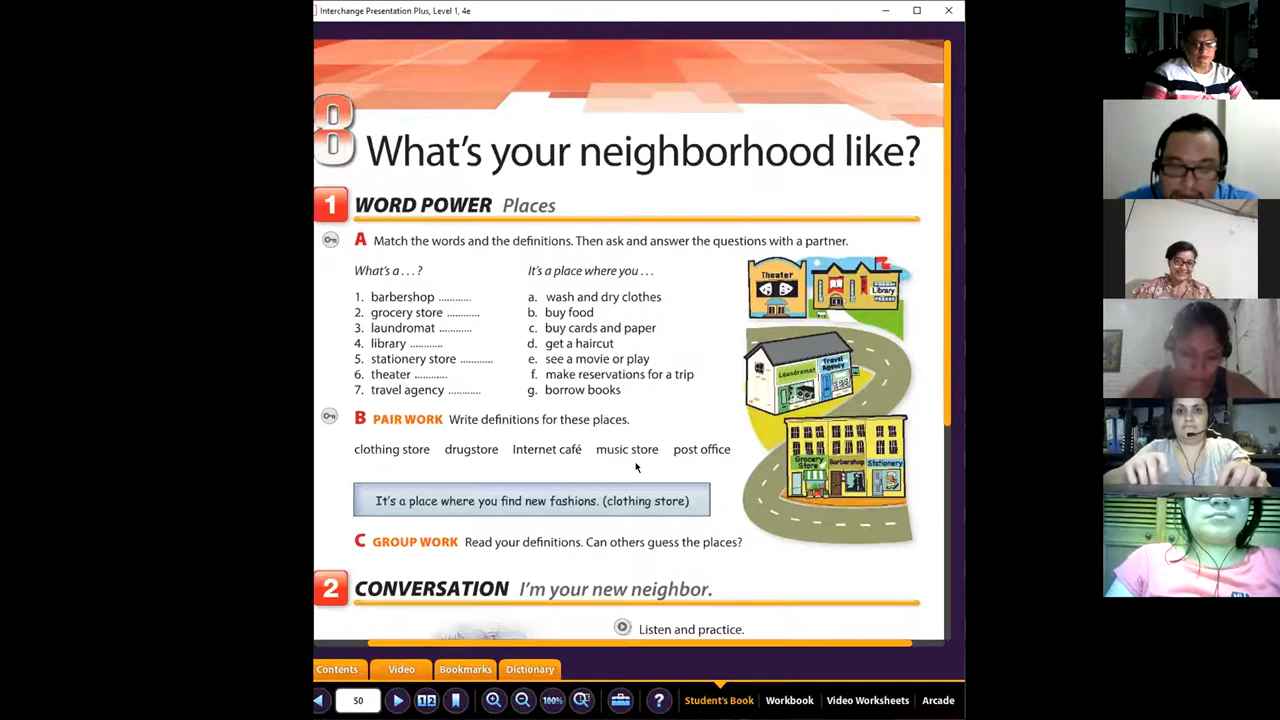 Interchange Presentation Plus, Level 1, 4e
8 What's your neighborhood like?
1 WORD POWER Places
A Match the words and the definitions. Then ask and answer the questions with a partner.
What's a . . . ? It's a place where you . . .
1. barbershop ............ a. wash and dry clothes
2. grocery store ............ b. buy food
3. laundromat ............ c. buy cards and paper
4. library ............ d. get a haircut
5. stationery store ............ e. see a movie or play
6. theater ............ f. make reservations for a trip
7. travel agency ............ g. borrow books
Theater
Library
Laundromat
Travel Agency
Grocery Store
Barbershop
Stationery
B PAIR WORK Write definitions for these places.
clothing store drugstore Internet café music store post office
It's a place where you find new fashions. (clothing store)
C GROUP WORK Read your definitions. Can others guess the places?
2 CONVERSATION I'm your new neighbor.
Listen and practice.
Contents Video Bookmarks Dictionary
50 12 100% ? Student's Book Workbook Video Worksheets Arcade